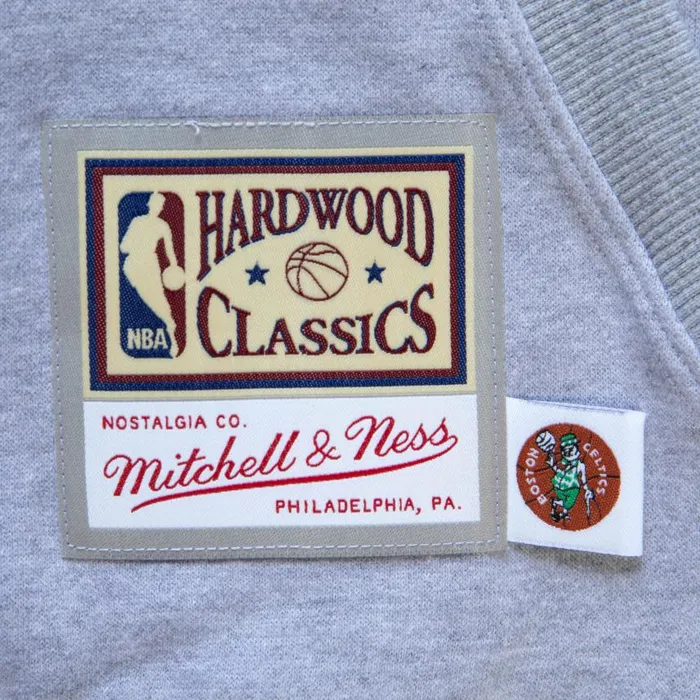 HARDWOOD
CLASSICS
NBA
NOSTALGIA CO.
Mitchell & Ness
PHILADELPHIA, PA.
BOSTON CELTICS